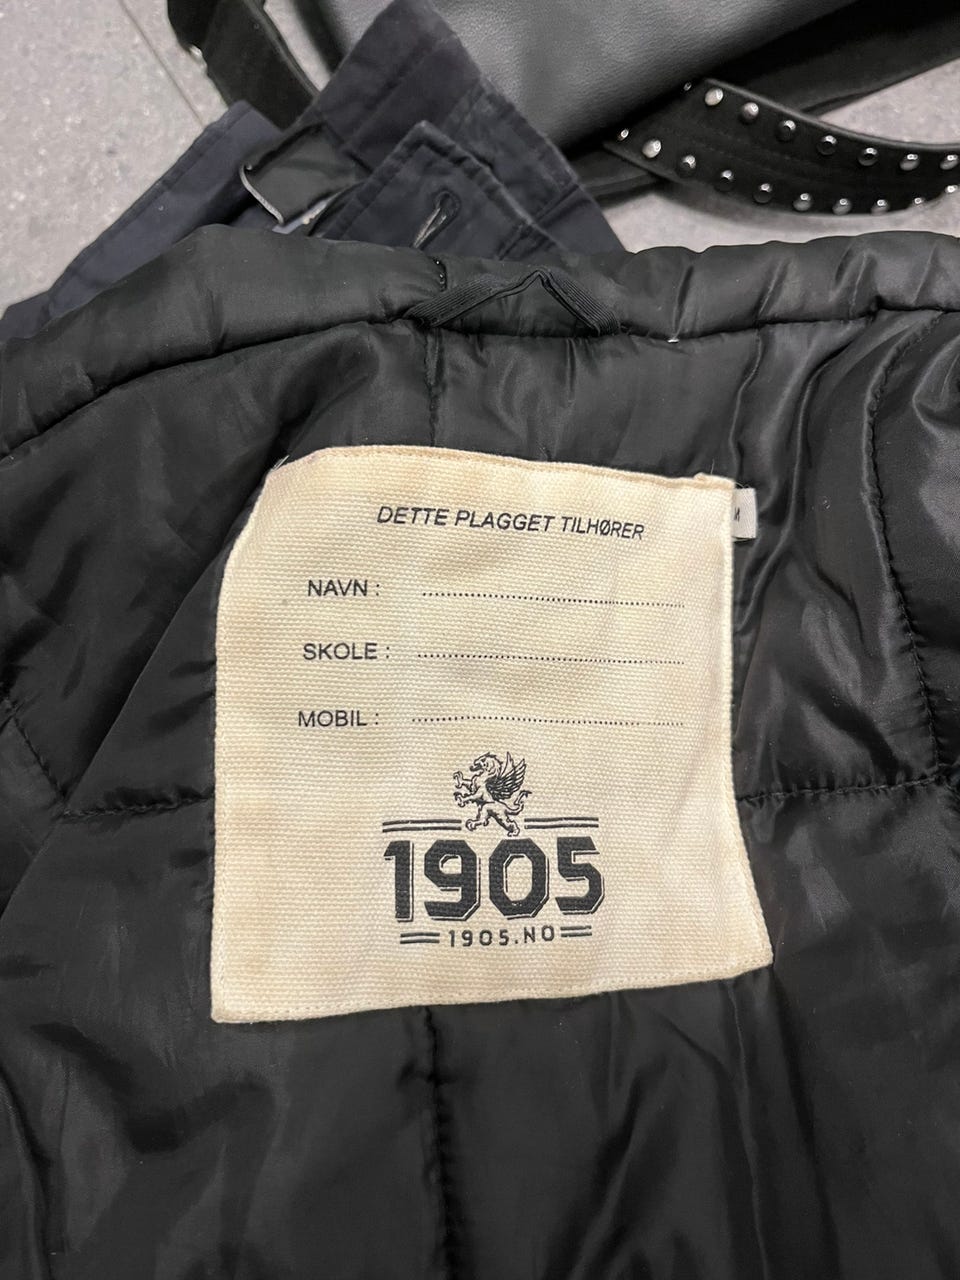 DETTE PLAGGET TILHØRER
M
NAVN : ........................................
SKOLE : ........................................
MOBIL : ........................................
1905
1905.NO